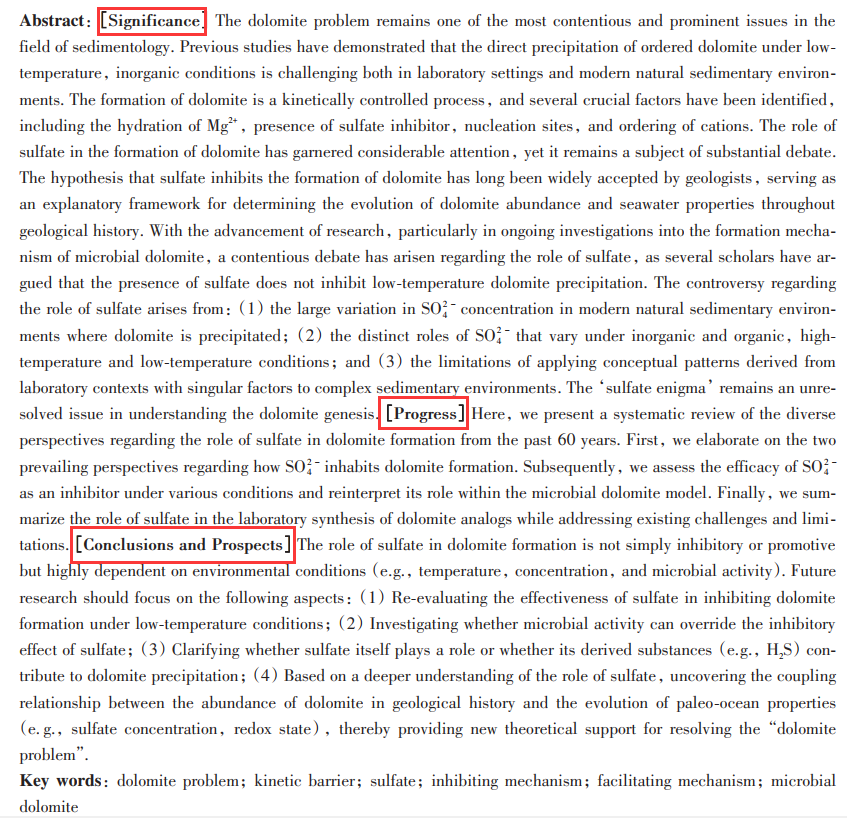 Abstract: [Significance] The dolomite problem remains one of the most contentious and prominent issues in the
field of sedimentology. Previous studies have demonstrated that the direct precipitation of ordered dolomite under low-
temperature, inorganic conditions is challenging both in laboratory settings and modern natural sedimentary environ-
ments. The formation of dolomite is a kinetically controlled process, and several crucial factors have been identified,
including the hydration of Mg²⁺, presence of sulfate inhibitor, nucleation sites, and ordering of cations. The role of
sulfate in the formation of dolomite has garnered considerable attention, yet it remains a subject of substantial debate.
The hypothesis that sulfate inhibits the formation of dolomite has long been widely accepted by geologists, serving as
an explanatory framework for determining the evolution of dolomite abundance and seawater properties throughout
geological history. With the advancement of research, particularly in ongoing investigations into the formation mecha-
nism of microbial dolomite, a contentious debate has arisen regarding the role of sulfate, as several scholars have ar-
gued that the presence of sulfate does not inhibit low-temperature dolomite precipitation. The controversy regarding
the role of sulfate arises from: (1) the large variation in SO₄²⁻ concentration in modern natural sedimentary environ-
ments where dolomite is precipitated; (2) the distinct roles of SO₄²⁻ that vary under inorganic and organic, high-
temperature and low-temperature conditions; and (3) the limitations of applying conceptual patterns derived from
laboratory contexts with singular factors to complex sedimentary environments. The ‘sulfate enigma’ remains an unre-
solved issue in understanding the dolomite genesis. [Progress] Here, we present a systematic review of the diverse
perspectives regarding the role of sulfate in dolomite formation from the past 60 years. First, we elaborate on the two
prevailing perspectives regarding how SO₄²⁻ inhabits dolomite formation. Subsequently, we assess the efficacy of SO₄²⁻
as an inhibitor under various conditions and reinterpret its role within the microbial dolomite model. Finally, we sum-
marize the role of sulfate in the laboratory synthesis of dolomite analogs while addressing existing challenges and limi-
tations. [Conclusions and Prospects] The role of sulfate in dolomite formation is not simply inhibitory or promotive
but highly dependent on environmental conditions (e.g., temperature, concentration, and microbial activity). Future
research should focus on the following aspects: (1) Re-evaluating the effectiveness of sulfate in inhibiting dolomite
formation under low-temperature conditions; (2) Investigating whether microbial activity can override the inhibitory
effect of sulfate; (3) Clarifying whether sulfate itself plays a role or whether its derived substances (e.g., H₂S) con-
tribute to dolomite precipitation; (4) Based on a deeper understanding of the role of sulfate, uncovering the coupling
relationship between the abundance of dolomite in geological history and the evolution of paleo-ocean properties
(e.g., sulfate concentration, redox state), thereby providing new theoretical support for resolving the “dolomite
problem”.
Key words: dolomite problem; kinetic barrier; sulfate; inhibiting mechanism; facilitating mechanism; microbial
dolomite